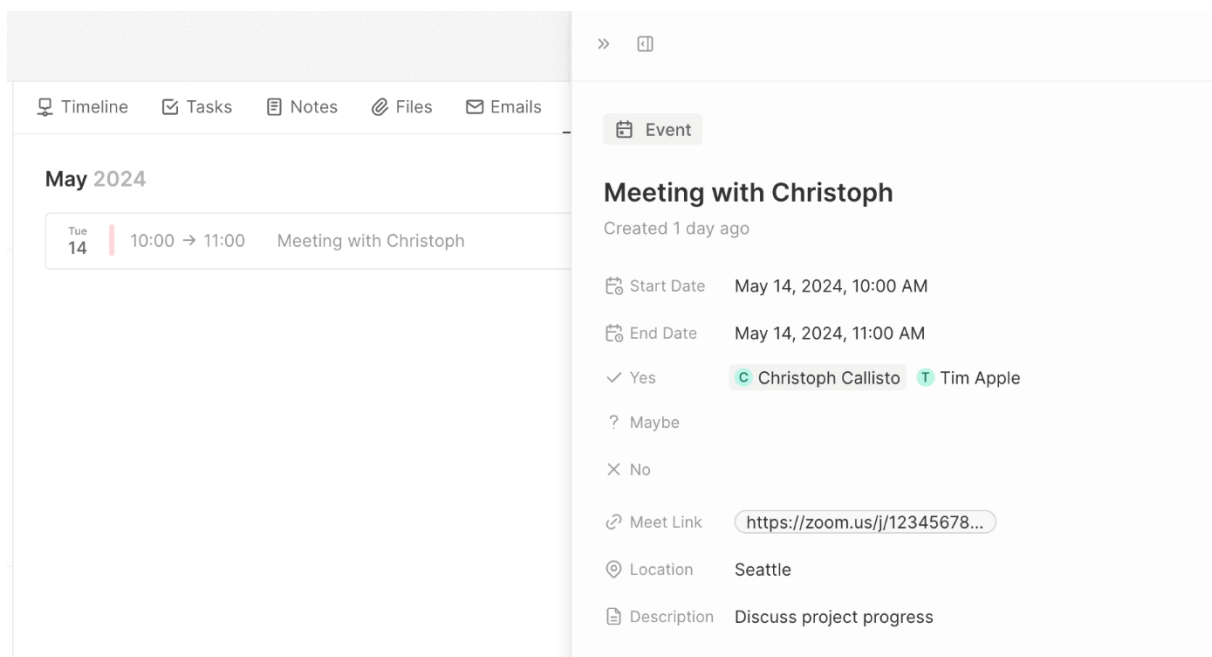 Timeline Tasks Notes Files Emails
May 2024
Tue
14
10:00 → 11:00 Meeting with Christoph
Event
Meeting with Christoph
Created 1 day ago
Start Date May 14, 2024, 10:00 AM
End Date May 14, 2024, 11:00 AM
Yes C Christoph Callisto T Tim Apple
? Maybe
No
Meet Link https://zoom.us/j/12345678...
Location Seattle
Description Discuss project progress